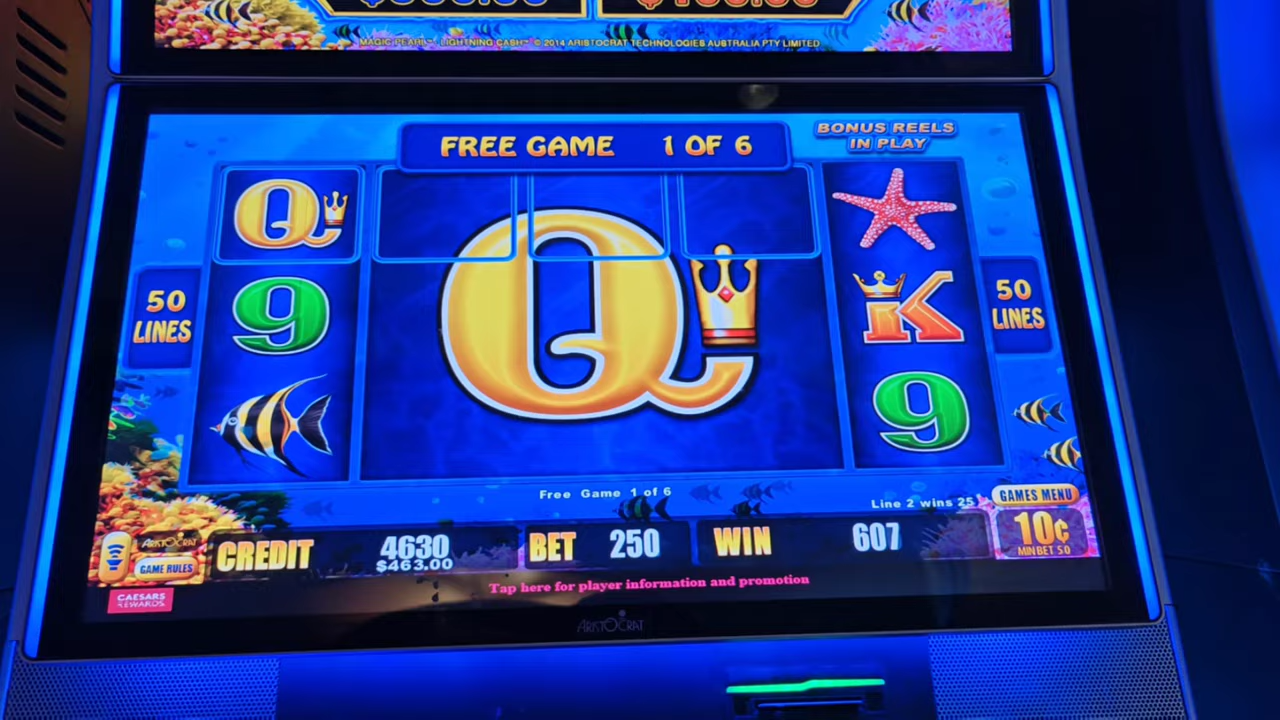 MAGIC PEARL™ LIGHTNING CASH™ © 2014 ARISTOCRAT TECHNOLOGIES AUSTRALIA PTY LIMITED
FREE GAME 1 OF 6
BONUS REELS
IN PLAY
Q
9
Q
K
9
50
LINES
50
LINES
Free Game 1 of 6
Line 2 wins 25
GAMES MENU
ARISTOCRAT
GAME RULES
CREDIT 4630
$463.00
BET 250
WIN 607
10¢
MIN BET 50
CAESARS
REWARDS
Tap here for player information and promotion
ARISTOCRAT